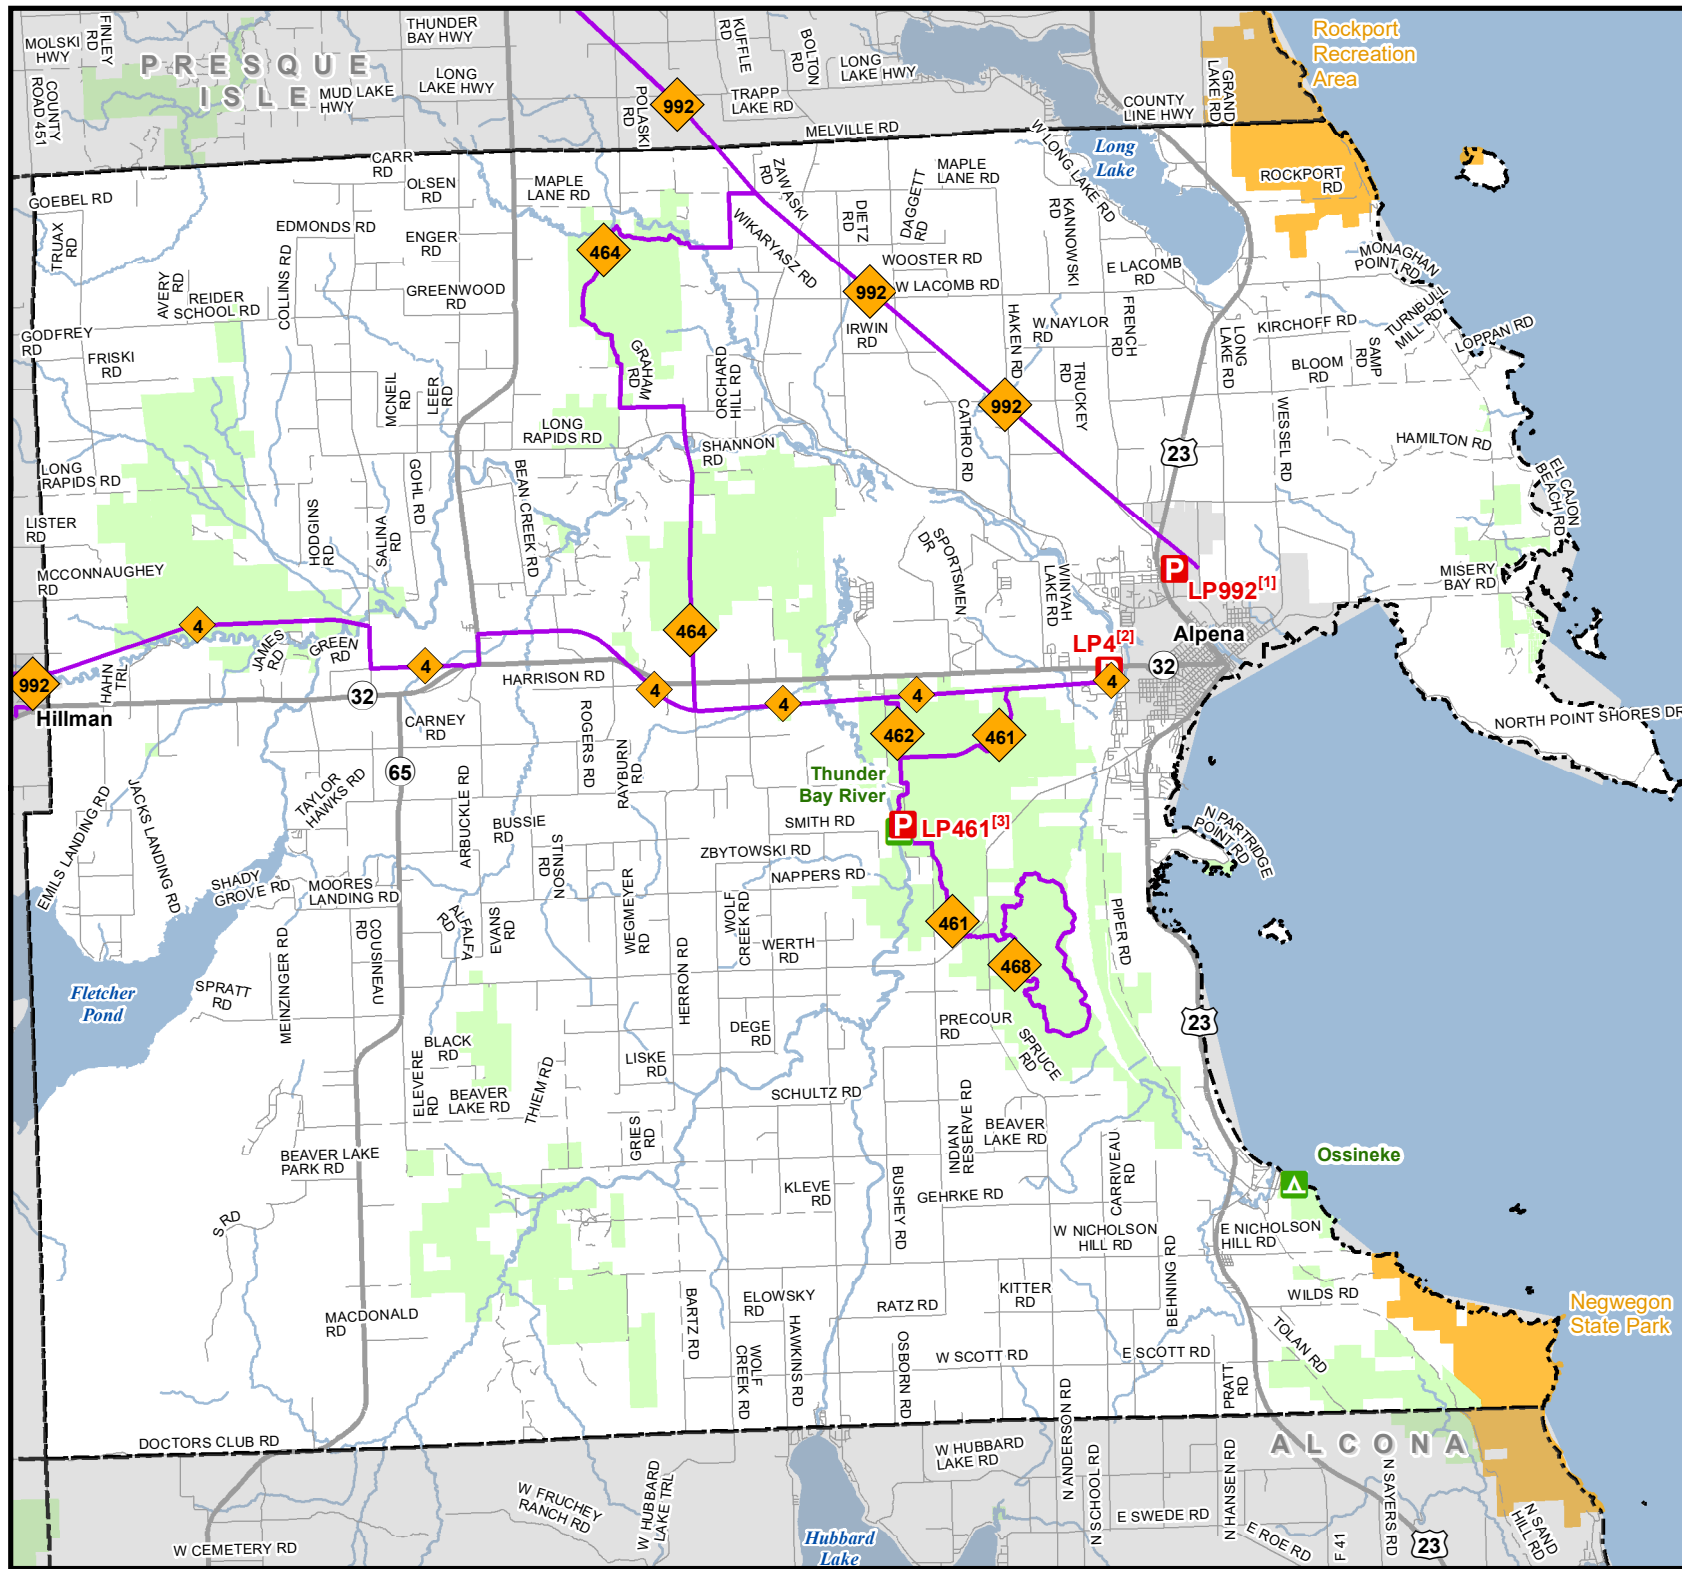 MOLSKI
HWY
FINLEY
RD
THUNDER
BAY HWY
KUFFLE
RD
BOLTON
RD
LONG
LAKE HWY
Rockport
Recreation
Area
PRESQUE
ISLE
COUNTY
ROAD 451
MUD LAKE
HWY
LONG
LAKE HWY
POLASKI
RD
992
TRAPP
LAKE RD
COUNTY
LINE HWY
GRAND
LAKE RD
MELVILLE RD
W LONG LAKE RD
Long
Lake
CARR
RD
OLSEN
RD
MAPLE
LANE RD
ZAWASKI
RD
MAPLE
LANE RD
ROCKPORT
RD
GOEBEL RD
TRUAX
RD
EDMONDS RD
ENGER
RD
464
WIKARYASZ RD
DIETZ
RD
DAGGETT
RD
KANNOWSKI
RD
WOOSTER RD
E LACOMB
RD
MONAGHAN
POINT RD
AVERY
RD
REIDER
SCHOOL RD
COLLINS RD
GREENWOOD
RD
992
W LACOMB RD
GODFREY
RD
FRISKI
RD
IRWIN
RD
HAKEN RD
W NAYLOR
RD
FRENCH
RD
LONG
LAKE RD
KIRCHOFF RD
TURNBULL
MILL RD
LOPPAN RD
BLOOM
RD
SAMP
RD
MCNEIL
RD
LEER
RD
GRAHAM
RD
ORCHARD
HILL RD
992
TRUCKEY
RD
CATHRO RD
WESSEL RD
LONG
RAPIDS RD
SHANNON
RD
23
HAMILTON RD
LONG
RAPIDS RD
GOHL RD
BEAN CREEK RD
EL CAJON
BEACH RD
LISTER
RD
HODGINS
RD
SALINA
RD
SPORTSMEN
DR
WINYAH
LAKE RD
MCCONNAUGHEY
RD
P
LP992[1]
MISERY
BAY RD
4
JAMES
RD
GREEN
RD
464
LP4[2]
Alpena
992
HAHN
TRL
4
HARRISON RD
4
4
4
4
32
32
Hillman
CARNEY
RD
ROGERS RD
462
461
NORTH POINT SHORES DR
65
TAYLOR
HAWKS RD
ARBUCKLE RD
RAYBURN
RD
Thunder
Bay River
EMILS LANDING RD
JACKS LANDING RD
BUSSIE
RD
STINSON
RD
SMITH RD
P
LP461[3]
N PARTRIDGE
POINT RD
ZBYTOWSKI RD
NAPPERS RD
SHADY
GROVE RD
MOORES
LANDING RD
COUSINEAU
RD
ALFALFA
RD
EVANS
RD
WEGMEYER
RD
WOLF
CREEK RD
461
PIPER RD
MEINZINGER RD
HERRON RD
WERTH
RD
468
Fletcher
Pond
SPRATT
RD
DEGE
RD
PRECOUR
RD
SPRUCE
RD
23
BLACK
RD
LISKE
RD
ELEVERE
RD
BEAVER
LAKE RD
THIEM RD
SCHULTZ RD
INDIAN
RESERVE RD
BEAVER
LAKE RD
GRIES
RD
CARRIVEAU
RD
BEAVER LAKE
PARK RD
Ossineke
KLEVE
RD
BUSHEY RD
GEHRKE RD
S RD
W NICHOLSON
HILL RD
E NICHOLSON
HILL RD
BEHNING RD
MACDONALD
RD
BARTZ RD
ELOWSKY
RD
HAWKINS RD
RATZ RD
KITTER
RD
WILDS RD
Negwegon
State Park
WOLF
CREEK RD
OSBORN RD
W SCOTT RD
E SCOTT RD
PRATT
RD
TOLAN RD
N ANDERSON RD
DOCTORS CLUB RD
ALCONA
W HUBBARD
LAKE RD
W HUBBARD
LAKE TRL
W FRUCHEY
RANCH RD
N SCHOOL RD
E SWEDE RD
N HANSEN RD
E ROE RD
F 41
N SAYERS RD
23
N SAND
HILL RD
W CEMETERY RD
Hubbard
Lake